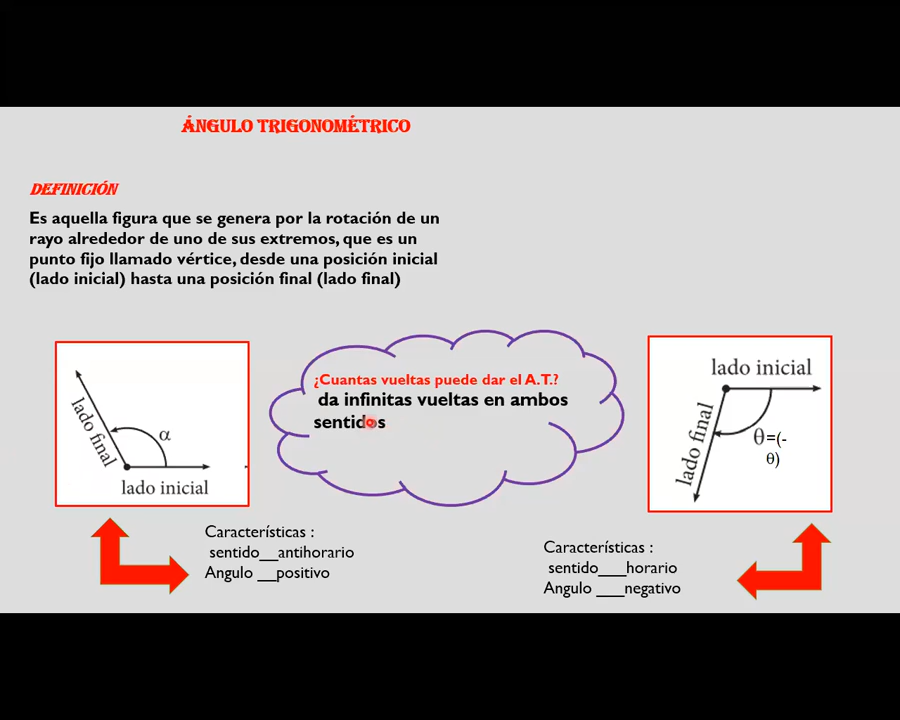 ÁNGULO TRIGONOMÉTRICO
DEFINICIÓN
Es aquella figura que se genera por la rotación de un
rayo alrededor de uno de sus extremos, que es un
punto fijo llamado vértice, desde una posición inicial
(lado inicial) hasta una posición final (lado final)
lado final
α
lado inicial
¿Cuantas vueltas puede dar el A.T.?
da infinitas vueltas en ambos
sentidos
lado inicial
lado final
θ=(-
θ)
Características :
sentido__antihorario
Angulo __positivo
Características :
sentido___horario
Angulo ___negativo